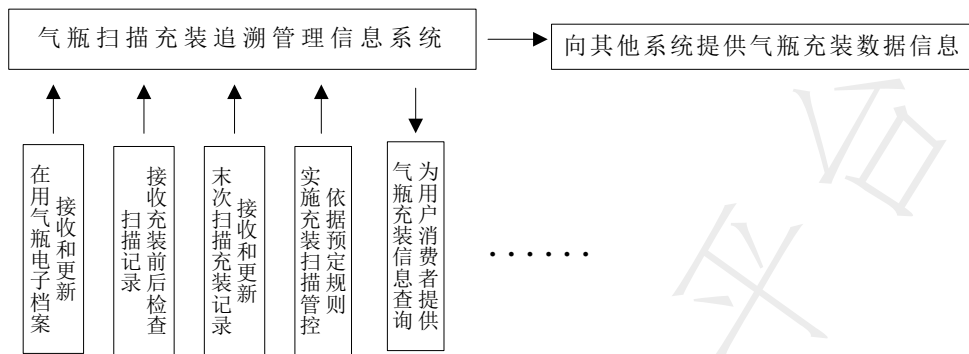 气瓶扫描充装追溯管理信息系统
向其他系统提供气瓶充装数据信息
接收和更新
在用气瓶电子档案
接收充装前后检查
扫描记录
接收和更新
末次扫描充装记录
依据预定规则
实施充装扫描管控
为用户消费者提供
气瓶充装信息查询
······
平台